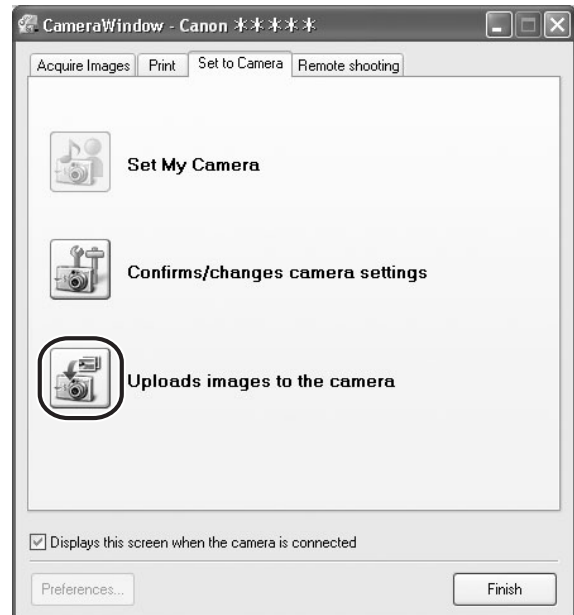 CameraWindow - Canon *****
Acquire Images Print Set to Camera Remote shooting
Set My Camera
Confirms/changes camera settings
Uploads images to the camera
Displays this screen when the camera is connected
Preferences... Finish